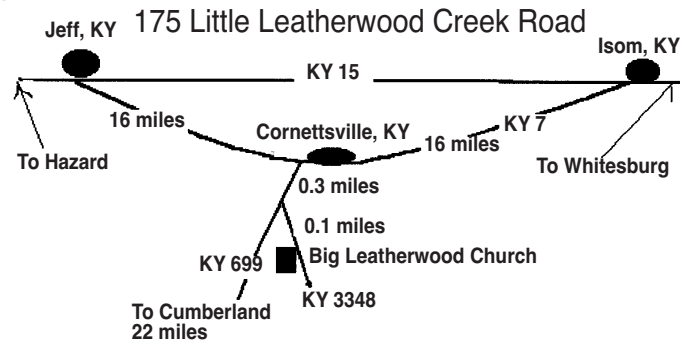 175 Little Leatherwood Creek Road
Jeff, KY
Isom, KY
KY 15
16 miles
KY 7
Cornettsville, KY
16 miles
To Hazard
To Whitesburg
0.3 miles
0.1 miles
KY 699
Big Leatherwood Church
KY 3348
To Cumberland
22 miles